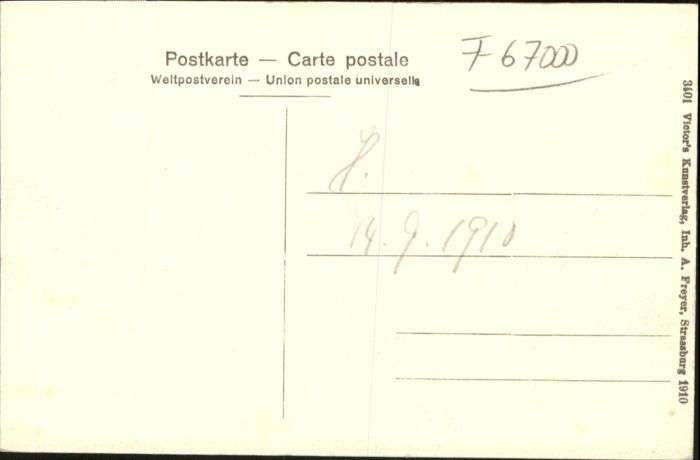 Postkarte — Carte postale
Weltpostverein — Union postale universelle
F 67000
H.
14. 9. 1910
3401 Victor's Kunstverlag, Inh. A. Freyer, Strassburg 1910